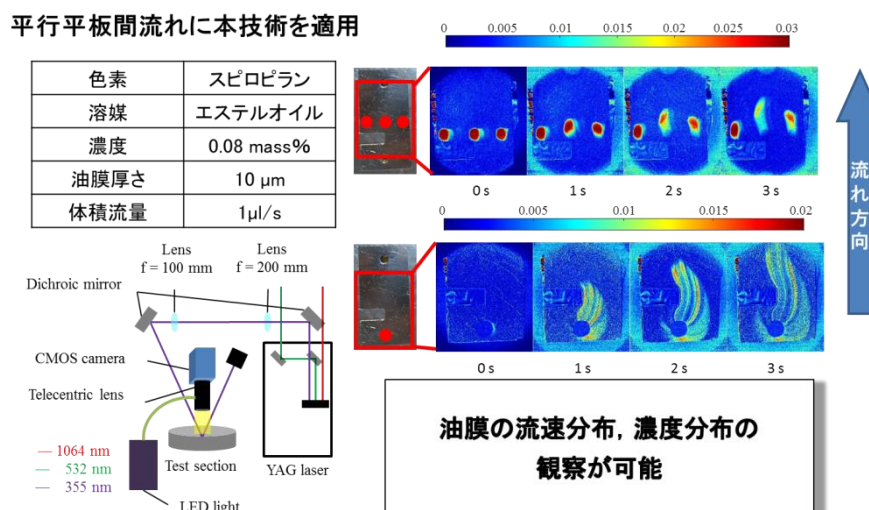 平行平板間流れに本技術を適用
色素 スピロピラン
溶媒 エステルオイル
濃度 0.08 mass%
油膜厚さ 10 μm
体積流量 1μl/s
0 0.005 0.01 0.015 0.02 0.025 0.03
0 s 1 s 2 s 3 s
0 0.005 0.01 0.015 0.02
0 s 1 s 2 s 3 s
流れ方向
Lens
f = 100 mm
Lens
f = 200 mm
Dichroic mirror
CMOS camera
Telecentric lens
Test section
YAG laser
1064 nm
532 nm
355 nm
LED light
油膜の流速分布，濃度分布の
観察が可能